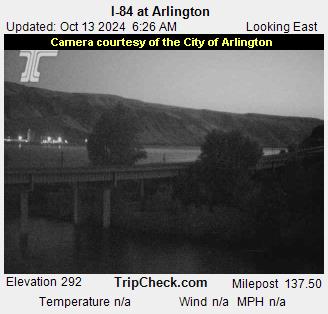 I-84 at Arlington
Updated: Oct 13 2024 6:26 AM Looking East
Camera courtesy of the City of Arlington
Elevation 292 TripCheck.com Milepost 137.50
Temperature n/a Wind n/a MPH n/a